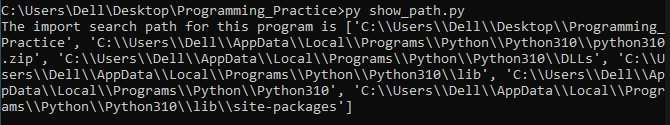 C:\Users\Dell\Desktop\Programming_Practice>py show_path.py
The import search path for this program is ['C:\\Users\\Dell\\Desktop\\Programming_
Practice', 'C:\\Users\\Dell\\AppData\\Local\\Programs\\Python\\Python310\\python310
.zip', 'C:\\Users\\Dell\\AppData\\Local\\Programs\\Python\\Python310\\DLLs', 'C:\\U
sers\\Dell\\AppData\\Local\\Programs\\Python\\Python310\\lib', 'C:\\Users\\Dell\\Ap
pData\\Local\\Programs\\Python\\Python310', 'C:\\Users\\Dell\\AppData\\Local\\Progr
ams\\Python\\Python310\\lib\\site-packages']